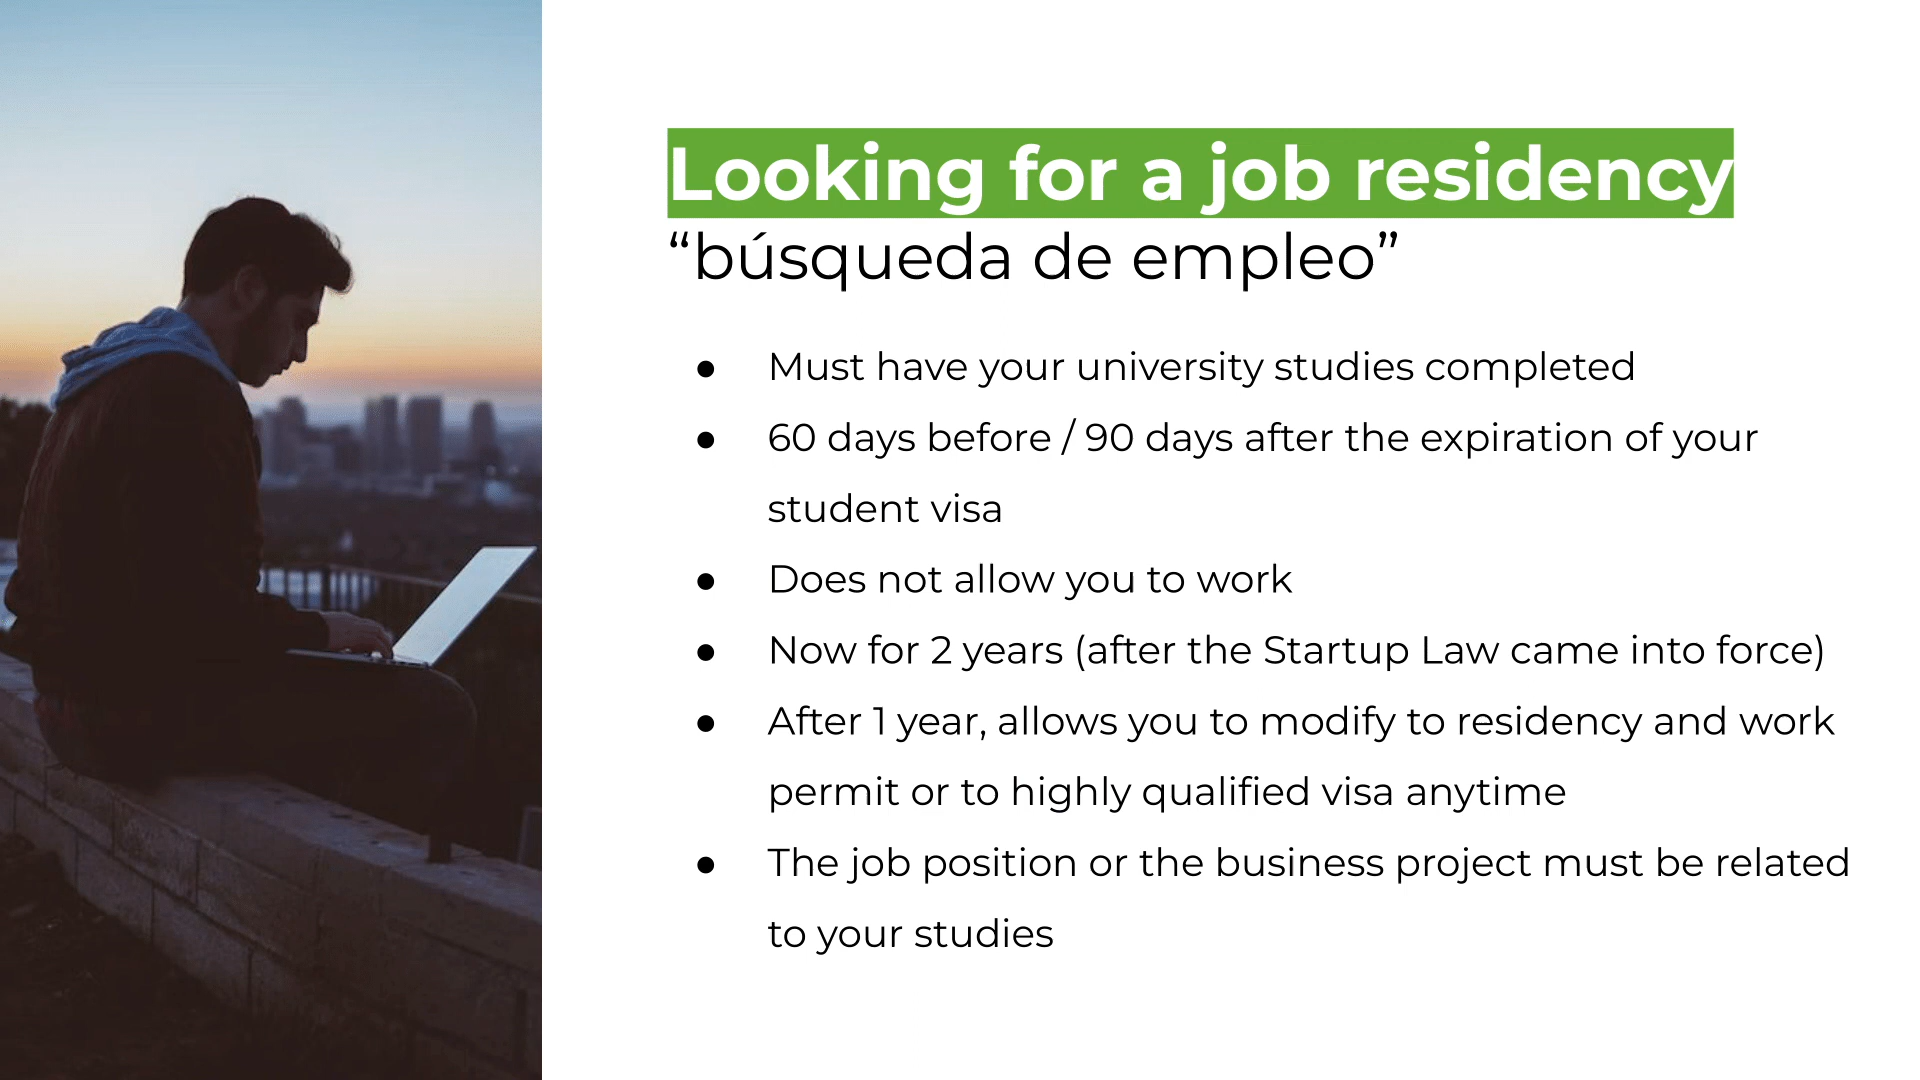 Looking for a job residency
“búsqueda de empleo”
● Must have your university studies completed
● 60 days before / 90 days after the expiration of your
student visa
● Does not allow you to work
● Now for 2 years (after the Startup Law came into force)
● After 1 year, allows you to modify to residency and work
permit or to highly qualified visa anytime
● The job position or the business project must be related
to your studies